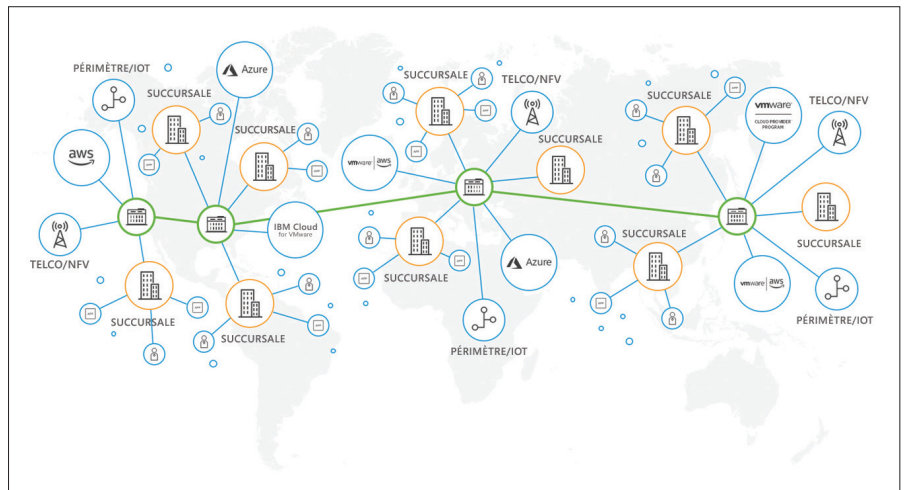 PÉRIMÈTRE/IOT
Azure
SUCCURSALE
aws
SUCCURSALE
IBM Cloud
for VMware
TELCO/NFV
SUCCURSALE
SUCCURSALE
SUCCURSALE
TELCO/NFV
SUCCURSALE
vmware | aws
SUCCURSALE
Azure
PÉRIMÈTRE/IOT
SUCCURSALE
vmware
CLOUD PROVIDER
PROGRAM
TELCO/NFV
SUCCURSALE
SUCCURSALE
vmware | aws
PÉRIMÈTRE/IOT